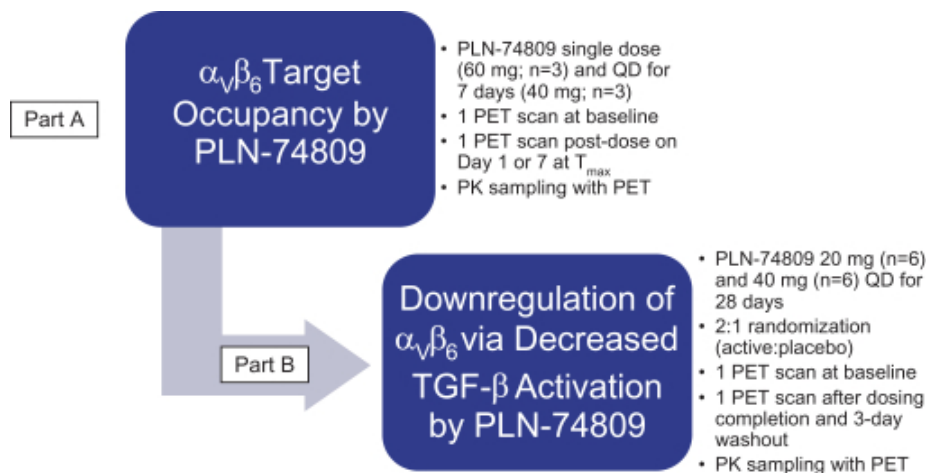 Part A
αvβ6 Target
Occupancy by
PLN-74809
• PLN-74809 single dose
(60 mg; n=3) and QD for
7 days (40 mg; n=3)
• 1 PET scan at baseline
• 1 PET scan post-dose on
Day 1 or 7 at Tmax
• PK sampling with PET
Part B
Downregulation of
αvβ6 via Decreased
TGF-β Activation
by PLN-74809
• PLN-74809 20 mg (n=6)
and 40 mg (n=6) QD for
28 days
• 2:1 randomization
(active:placebo)
• 1 PET scan at baseline
• 1 PET scan after dosing
completion and 3-day
washout
• PK sampling with PET